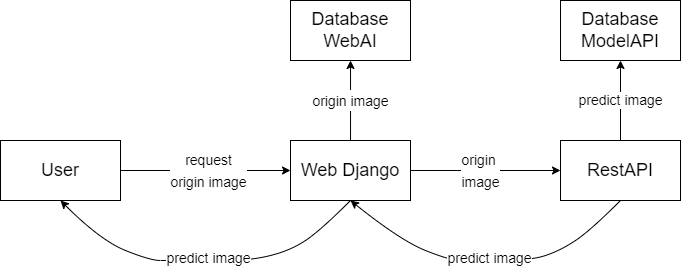 Database
WebAI
Database
ModelAPI
origin image
predict image
User
request
origin image
Web Django
origin
image
RestAPI
predict image
predict image